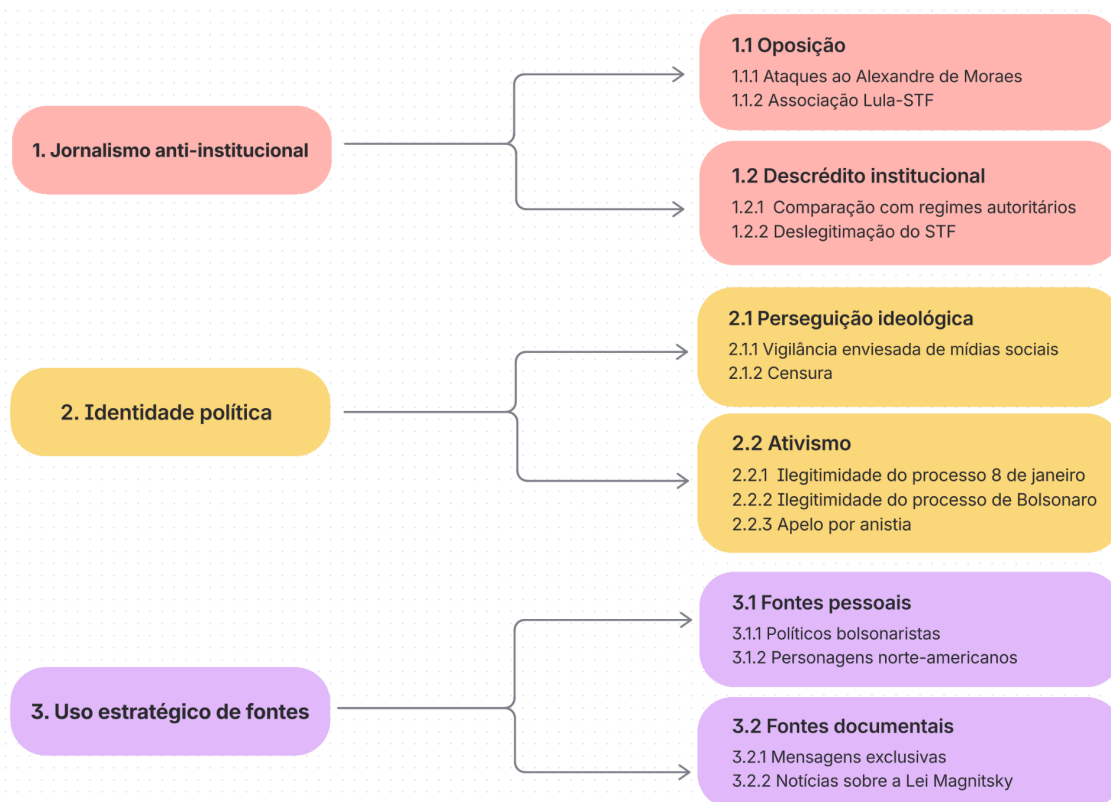 1. Jornalismo anti-institucional
1.1 Oposição
1.1.1 Ataques ao Alexandre de Moraes
1.1.2 Associação Lula-STF
1.2 Descrédito institucional
1.2.1 Comparação com regimes autoritários
1.2.2 Deslegitimação do STF
2. Identidade política
2.1 Perseguição ideológica
2.1.1 Vigilância enviesada de mídias sociais
2.1.2 Censura
2.2 Ativismo
2.2.1 Ilegitimidade do processo 8 de janeiro
2.2.2 Ilegitimidade do processo de Bolsonaro
2.2.3 Apelo por anistia
3. Uso estratégico de fontes
3.1 Fontes pessoais
3.1.1 Políticos bolsonaristas
3.1.2 Personagens norte-americanos
3.2 Fontes documentais
3.2.1 Mensagens exclusivas
3.2.2 Notícias sobre a Lei Magnitsky